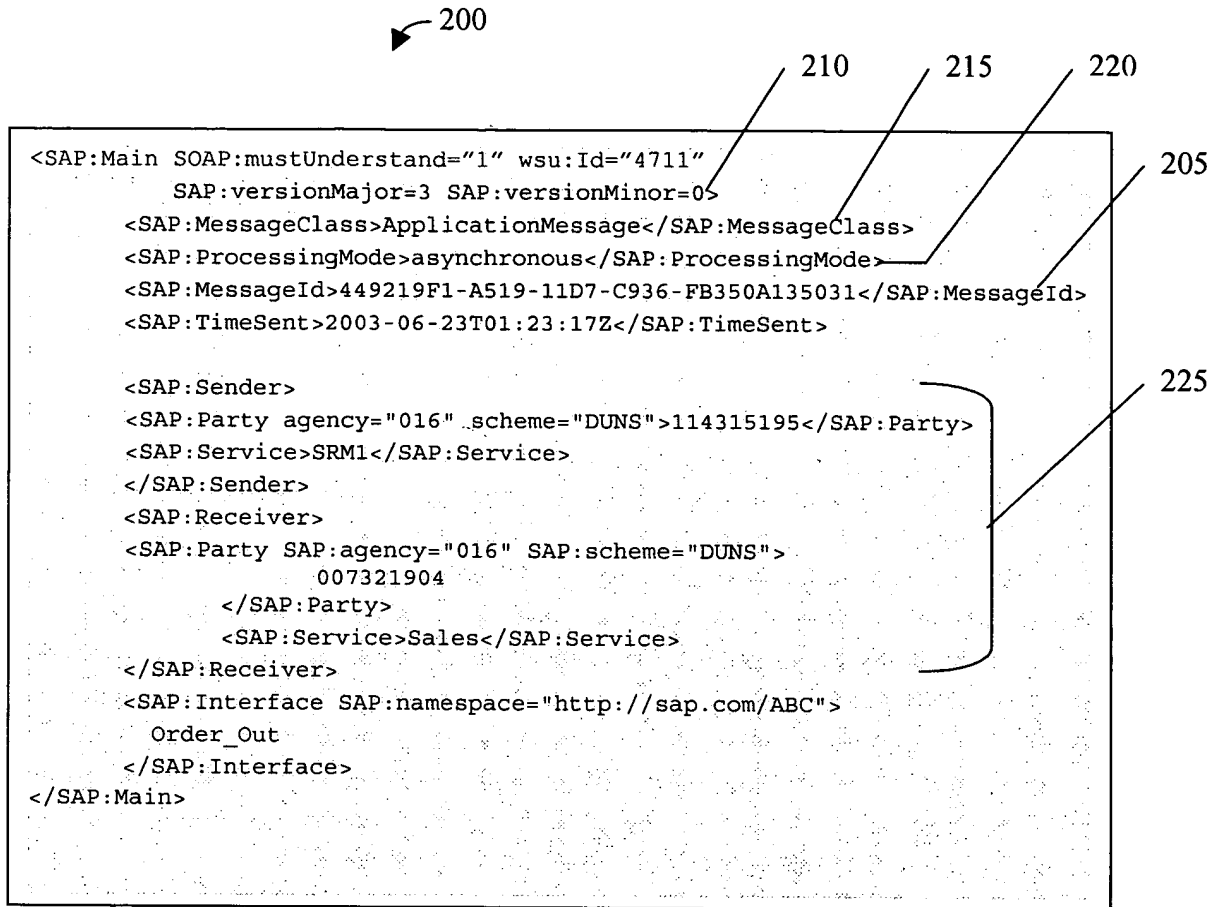 200
210 215 220
<SAP:Main SOAP:mustUnderstand="1" wsu:Id="4711"
205
SAP:versionMajor=3 SAP:versionMinor=0>
<SAP:MessageClass>ApplicationMessage</SAP:MessageClass>
<SAP:ProcessingMode>asynchronous</SAP:ProcessingMode>
<SAP:MessageId>449219F1-A519-11D7-C936-FB350A135031</SAP:MessageId>
<SAP:TimeSent>2003-06-23T01:23:17Z</SAP:TimeSent>
<SAP:Sender>
225
<SAP:Party agency="016" scheme="DUNS">114315195</SAP:Party>
<SAP:Service>SRM1</SAP:Service>
</SAP:Sender>
<SAP:Receiver>
<SAP:Party SAP:agency="016" SAP:scheme="DUNS">
007321904
</SAP:Party>
<SAP:Service>Sales</SAP:Service>
</SAP:Receiver>
<SAP:Interface SAP:namespace="http://sap.com/ABC">
Order_Out
</SAP:Interface>
</SAP:Main>